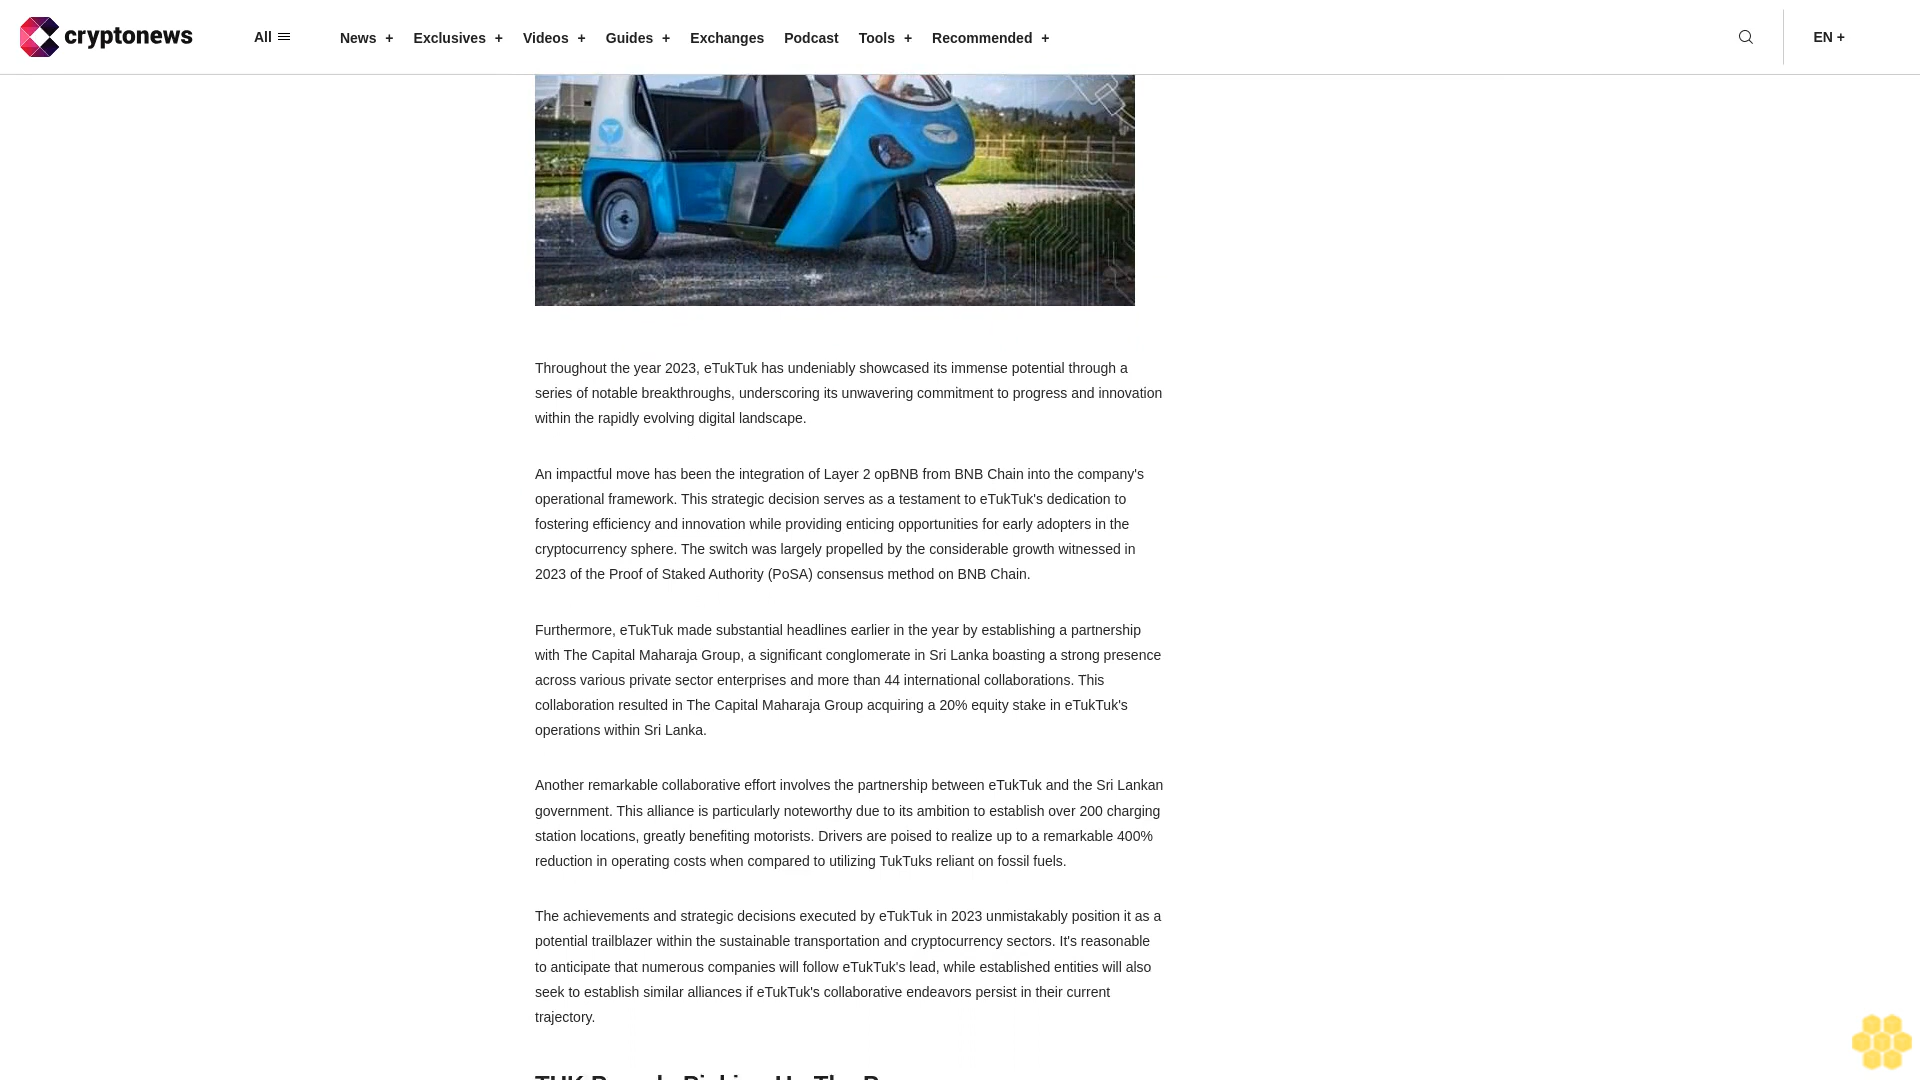 cryptonews
All
News + Exclusives + Videos + Guides + Exchanges Podcast Tools + Recommended +
EN +
Throughout the year 2023, eTukTuk has undeniably showcased its immense potential through a
series of notable breakthroughs, underscoring its unwavering commitment to progress and innovation
within the rapidly evolving digital landscape.
An impactful move has been the integration of Layer 2 opBNB from BNB Chain into the company's
operational framework. This strategic decision serves as a testament to eTukTuk's dedication to
fostering efficiency and innovation while providing enticing opportunities for early adopters in the
cryptocurrency sphere. The switch was largely propelled by the considerable growth witnessed in
2023 of the Proof of Staked Authority (PoSA) consensus method on BNB Chain.
Furthermore, eTukTuk made substantial headlines earlier in the year by establishing a partnership
with The Capital Maharaja Group, a significant conglomerate in Sri Lanka boasting a strong presence
across various private sector enterprises and more than 44 international collaborations. This
collaboration resulted in The Capital Maharaja Group acquiring a 20% equity stake in eTukTuk's
operations within Sri Lanka.
Another remarkable collaborative effort involves the partnership between eTukTuk and the Sri Lankan
government. This alliance is particularly noteworthy due to its ambition to establish over 200 charging
station locations, greatly benefiting motorists. Drivers are poised to realize up to a remarkable 400%
reduction in operating costs when compared to utilizing TukTuks reliant on fossil fuels.
The achievements and strategic decisions executed by eTukTuk in 2023 unmistakably position it as a
potential trailblazer within the sustainable transportation and cryptocurrency sectors. It's reasonable
to anticipate that numerous companies will follow eTukTuk's lead, while established entities will also
seek to establish similar alliances if eTukTuk's collaborative endeavors persist in their current
trajectory.